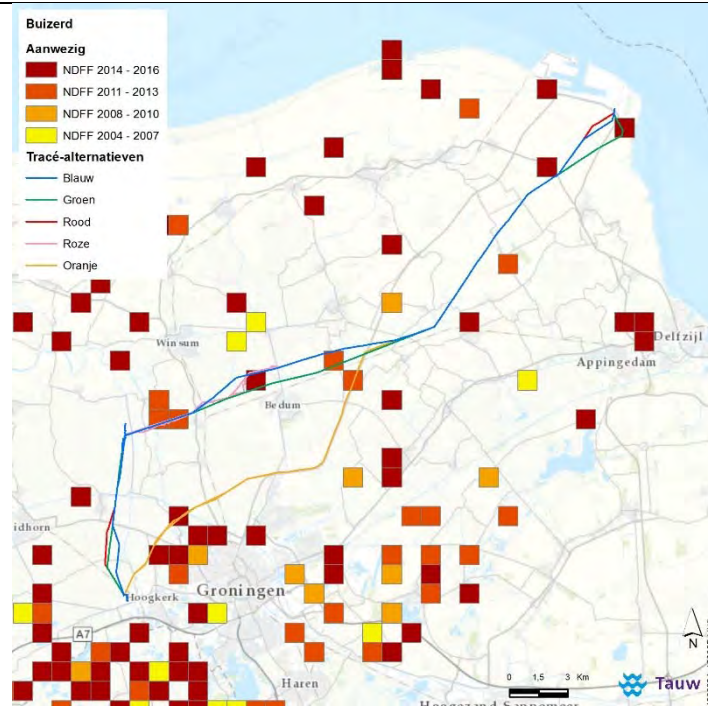 Buizerd
Aanwezig
NDFF 2014 - 2016
NDFF 2011 - 2013
NDFF 2008 - 2010
NDFF 2004 - 2007
Tracé-alternatieven
Blauw
Groen
Rood
Roze
Oranje
Winsum
Delfzijl
Appingedam
Bedum
idhorn
Groningen
Hoogkerk
A7
Haren
N
0 1,5 3 Km
Tauw